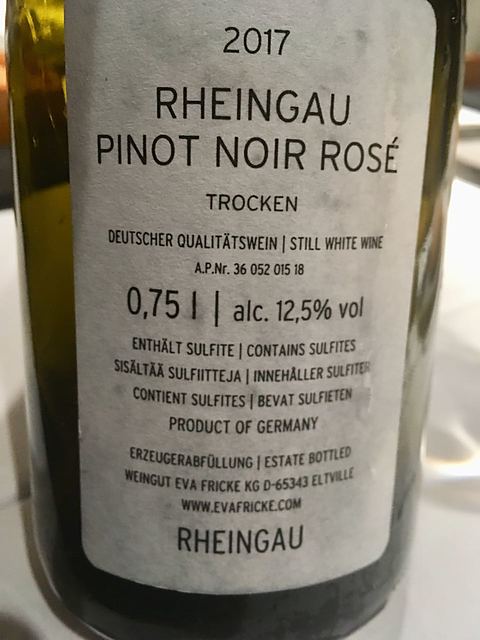 2017
RHEINGAU
PINOT NOIR ROSÉ
TROCKEN
DEUTSCHER QUALITÄTSWEIN | STILL WHITE WINE
A.P.Nr. 36 052 015 18
0,75 l | alc. 12,5% vol
ENTHÄLT SULFITE | CONTAINS SULFITES
SISÄLTÄÄ SULFIITTEJA | INNEHÅLLER SULFITER
CONTIENT SULFITES | BEVAT SULFIETEN
PRODUCT OF GERMANY
ERZEUGERABFÜLLUNG | ESTATE BOTTLED
WEINGUT EVA FRICKE KG D-65343 ELTVILLE
WWW.EVAFRICKE.COM
RHEINGAU